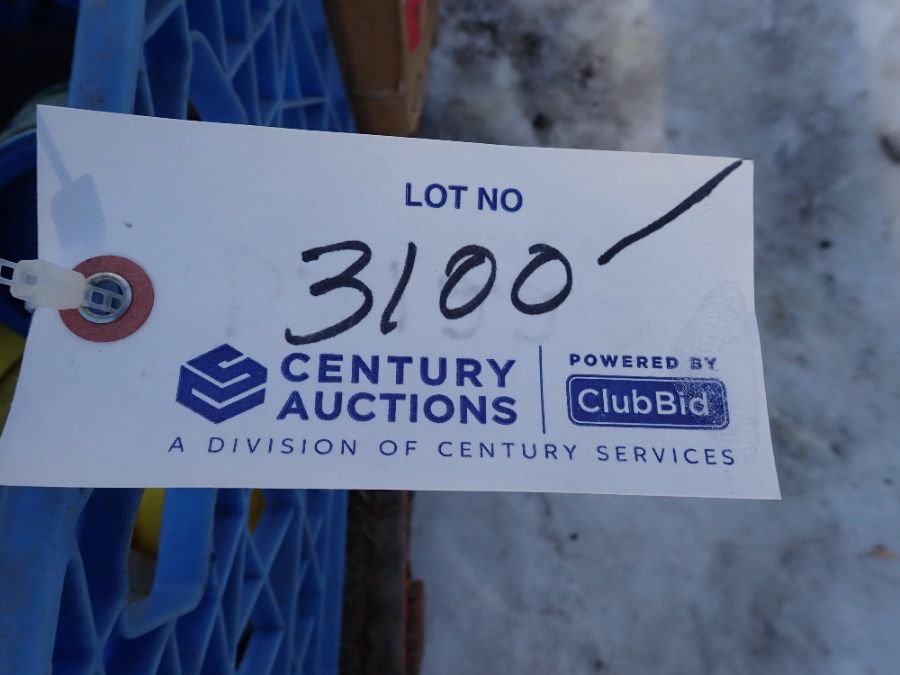 LOT NO
3100
CENTURY
AUCTIONS
A DIVISION OF CENTURY SERVICES
POWERED BY
ClubBid